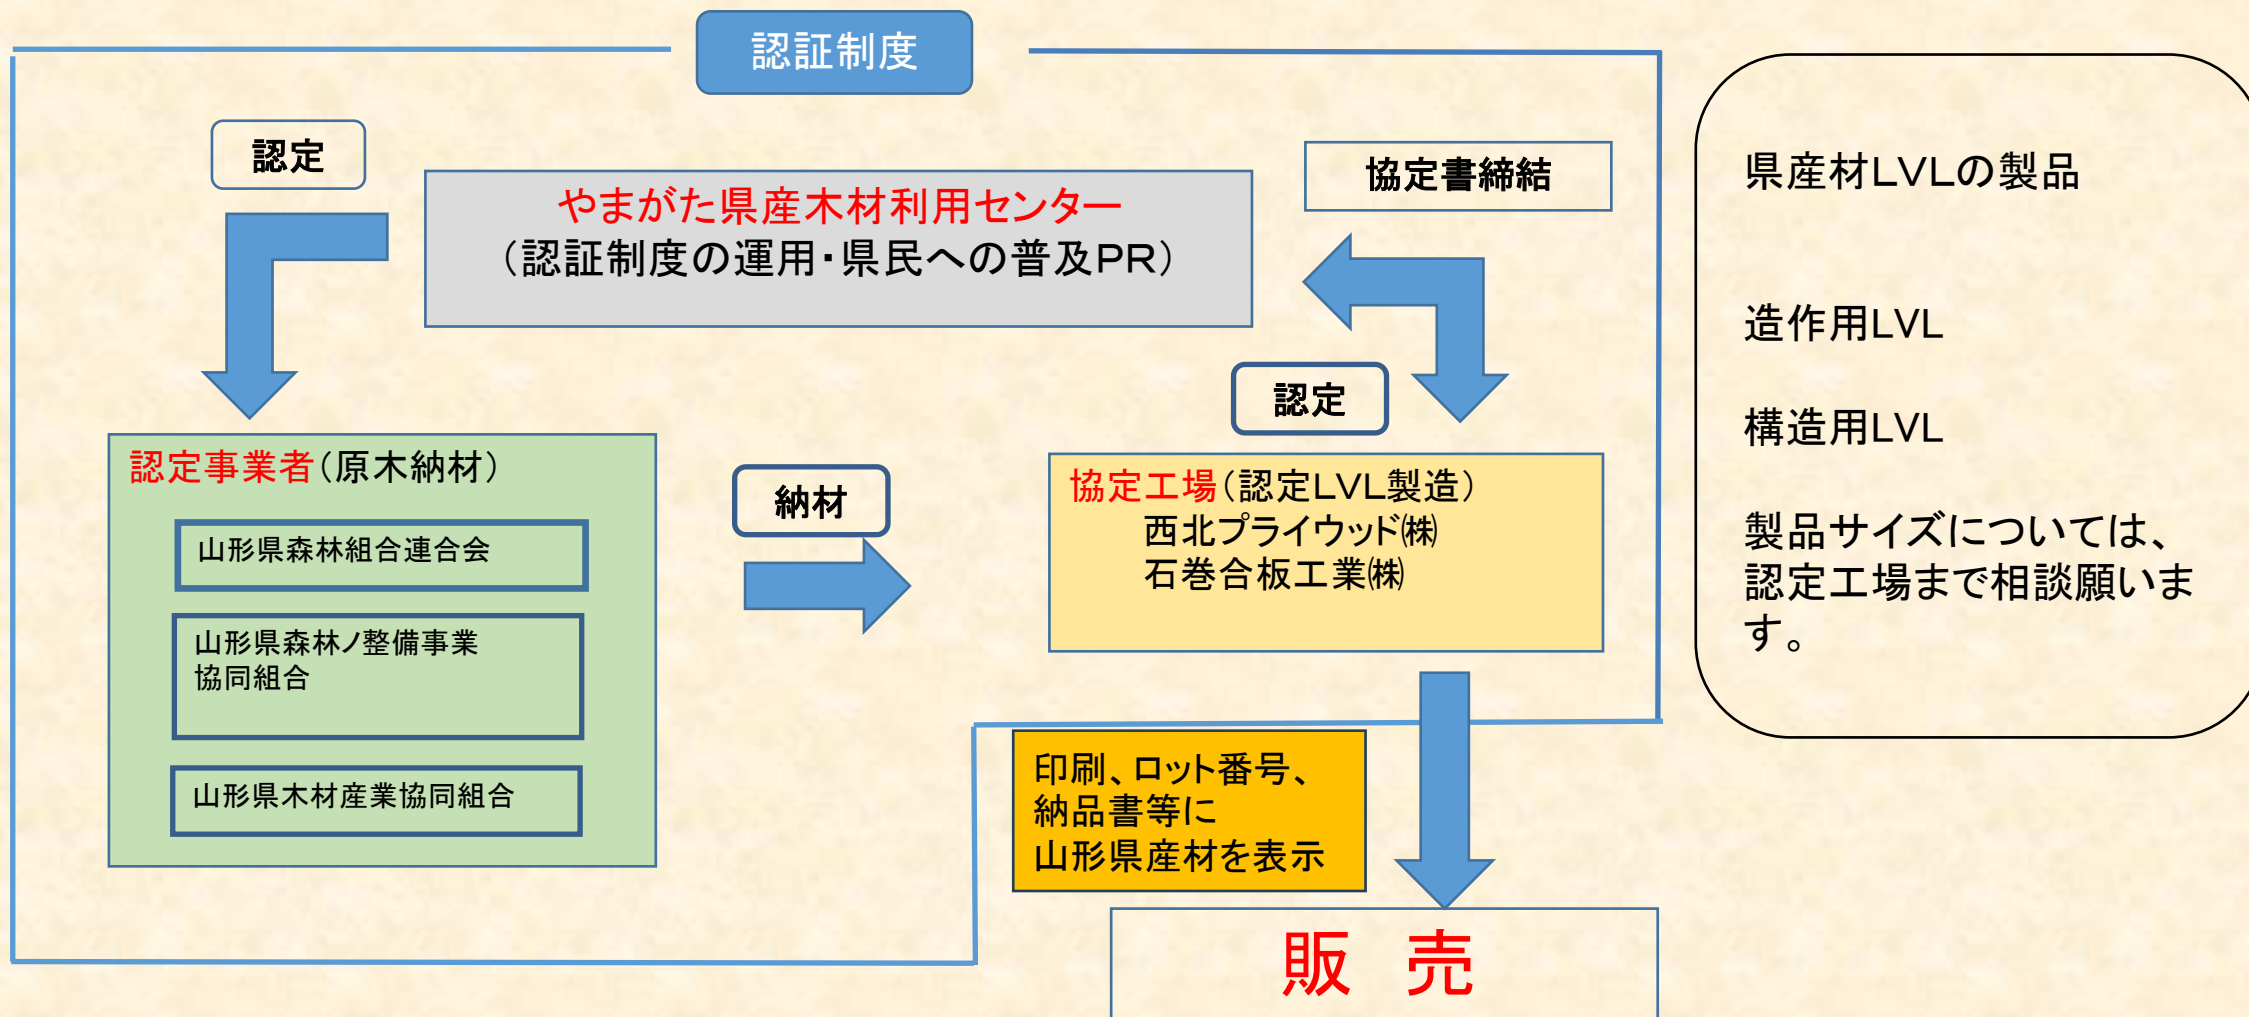 認証制度
認定
やまがた県産木材利用センター
（認証制度の運用・県民への普及PR）
協定書締結
認定
認定事業者（原木納材）
山形県森林組合連合会
山形県森林ノ整備事業
協同組合
山形県木材産業協同組合
納材
協定工場（認定LVL製造）
西北プライウッド㈱
石巻合板工業㈱
印刷、ロット番号、
納品書等に
山形県産材を表示
販　売
県産材LVLの製品
造作用LVL
構造用LVL
製品サイズについては、
認定工場まで相談願いま
す。